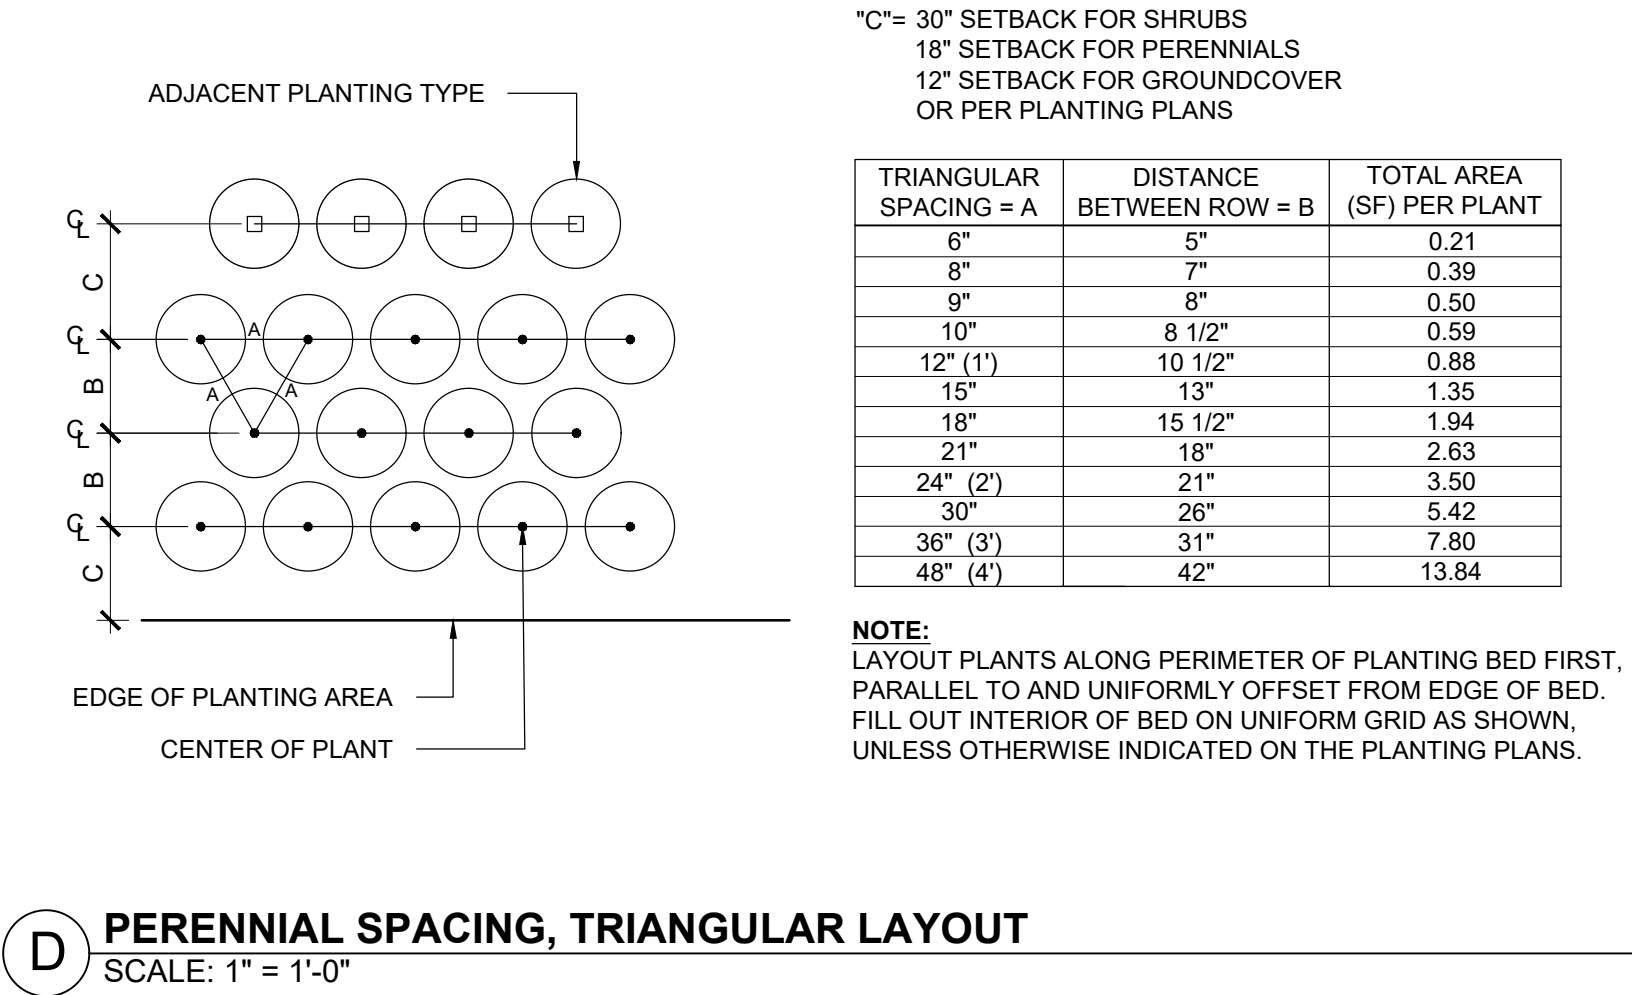 "C"= 30" SETBACK FOR SHRUBS
18" SETBACK FOR PERENNIALS
12" SETBACK FOR GROUNDCOVER
OR PER PLANTING PLANS
ADJACENT PLANTING TYPE
CL
C
CL
A
B
A
A
CL
B
CL
C
EDGE OF PLANTING AREA
CENTER OF PLANT
TRIANGULAR SPACING = A DISTANCE BETWEEN ROW = B TOTAL AREA (SF) PER PLANT
6" 5" 0.21
8" 7" 0.39
9" 8" 0.50
10" 8 1/2" 0.59
12" (1') 10 1/2" 0.88
15" 13" 1.35
18" 15 1/2" 1.94
21" 18" 2.63
24" (2') 21" 3.50
30" 26" 5.42
36" (3') 31" 7.80
48" (4') 42" 13.84
NOTE:
LAYOUT PLANTS ALONG PERIMETER OF PLANTING BED FIRST,
PARALLEL TO AND UNIFORMLY OFFSET FROM EDGE OF BED.
FILL OUT INTERIOR OF BED ON UNIFORM GRID AS SHOWN,
UNLESS OTHERWISE INDICATED ON THE PLANTING PLANS.
D
PERENNIAL SPACING, TRIANGULAR LAYOUT
SCALE: 1" = 1'-0"